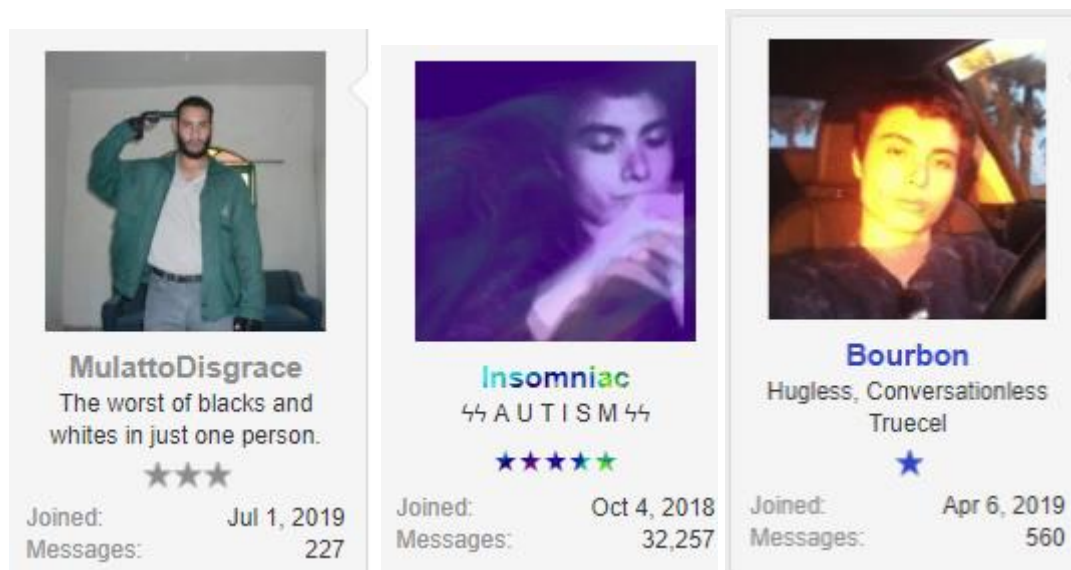 MulattoDisgrace
The worst of blacks and
whites in just one person.
Joined: Jul 1, 2019
Messages: 227
Insomniac
ϟϟ A U T I S M ϟϟ
Joined: Oct 4, 2018
Messages: 32,257
Bourbon
Hugless, Conversationless
Truecel
Joined: Apr 6, 2019
Messages: 560